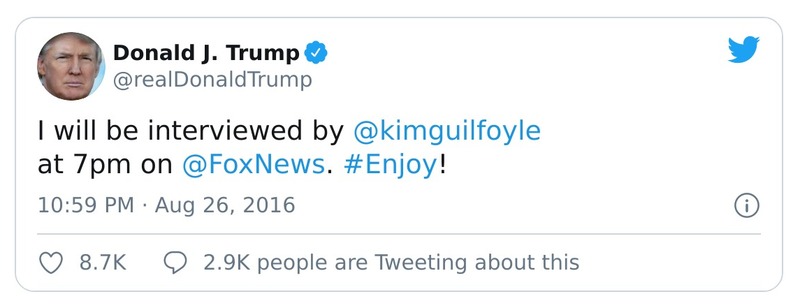 Donald J. Trump
@realDonaldTrump
I will be interviewed by @kimguilfoyle
at 7pm on @FoxNews. #Enjoy!
10:59 PM · Aug 26, 2016
8.7K 2.9K people are Tweeting about this